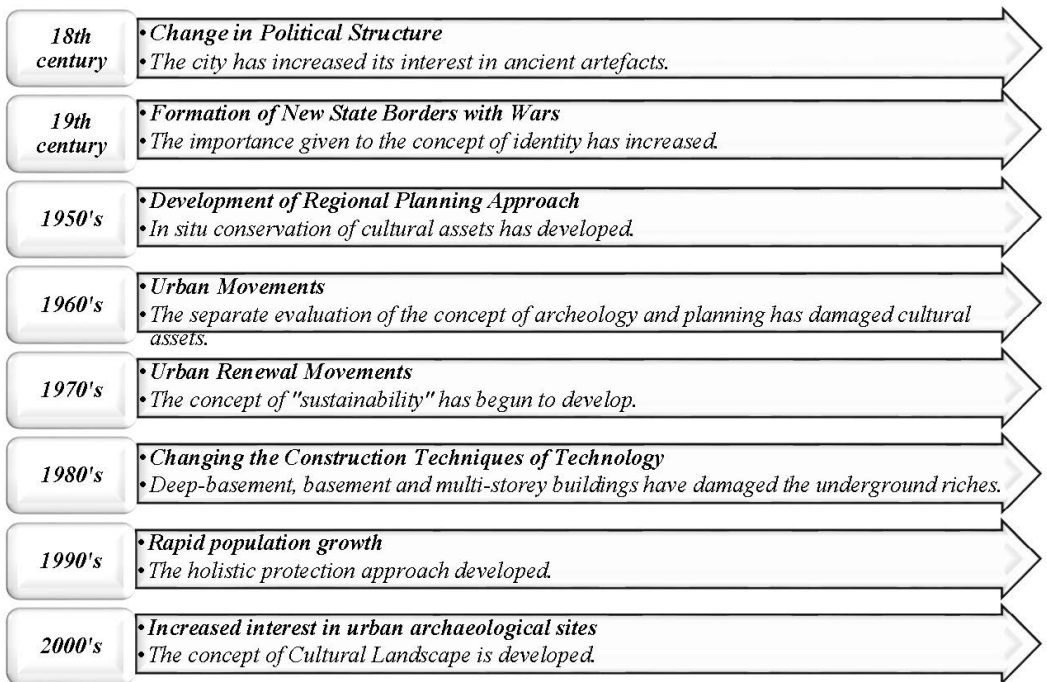 18th
century
• Change in Political Structure
• The city has increased its interest in ancient artefacts.
19th
century
• Formation of New State Borders with Wars
• The importance given to the concept of identity has increased.
1950's
• Development of Regional Planning Approach
• In situ conservation of cultural assets has developed.
1960's
• Urban Movements
• The separate evaluation of the concept of archeology and planning has damaged cultural
assets.
1970's
• Urban Renewal Movements
• The concept of "sustainability" has begun to develop.
1980's
• Changing the Construction Techniques of Technology
• Deep-basement, basement and multi-storey buildings have damaged the underground riches.
1990's
• Rapid population growth
• The holistic protection approach developed.
2000's
• Increased interest in urban archaeological sites
• The concept of Cultural Landscape is developed.